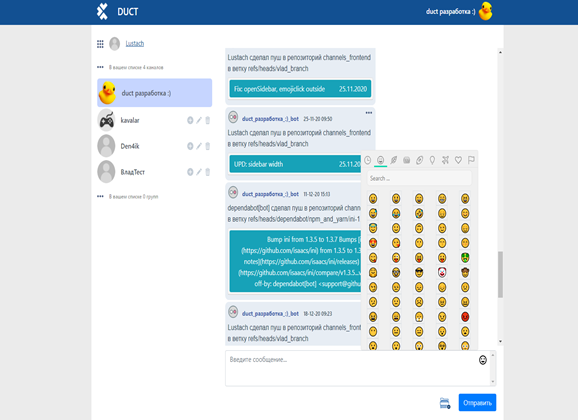 DUCT
duct разработка :)
Lustach
В вашем списке 4 каналов
duct разработка :)
kavalar
Den4ik
ВладТест
В вашем списке 0 групп
Lustach сделал пуш в репозиторий channels_frontend
в ветку refs/heads/vlad_branch
Fix: openSidebar, emojiclick outside 25.11.2020
duct_разработка_:)_bot 25-11-20 09:50
Lustach сделал пуш в репозиторий channels_frontend
в ветку refs/heads/vlad_branch
UPD: sidebar width 25.11.20
duct_разработка_:)_bot 11-12-20 15:13
dependabot[bot] сделал пуш в репозиторий chann
в ветку refs/heads/dependabot/npm_and_yarn/ini-1
Bump ini from 1.3.5 to 1.3.7 Bumps [i
(https://github.com/isaacs/ini) from 1.3.5 to 1.3
notes](https://github.com/isaacs/ini/releases)
(https://github.com/isaacs/ini/compare/v1.3.5...v
off-by: dependabot[bot] <support@githu
duct_разработка_:)_bot 18-12-20 09:23
Lustach сделал пуш в репозиторий channels_front
в ветку refs/heads/vlad_branch
Search ...
Введите сообщение...
Отправить